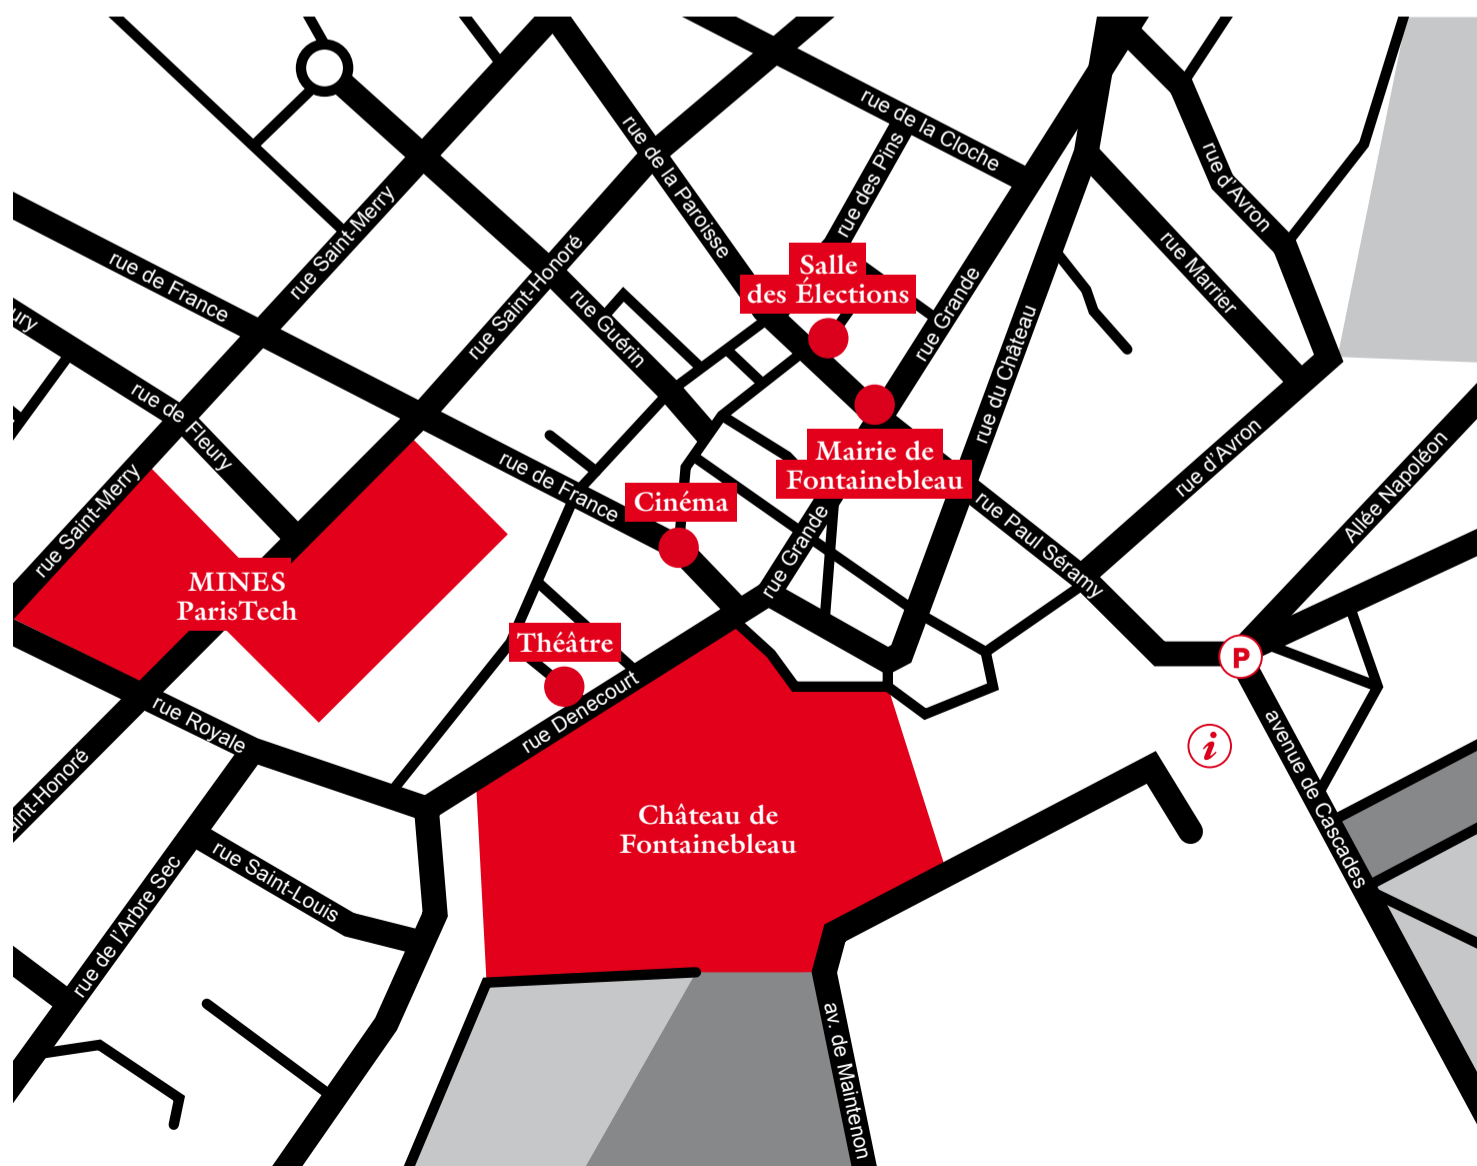 rue de la Cloche
rue des Pins
rue de la Paroisse
rue d'Avron
rue Saint-Merry
rue de France
rue Saint-Honoré
rue Guérin
Salle
des Élections
rue Grande
rue Marrier
rue du Château
ury
rue de Fleury
rue Saint-Merry
rue de France
Cinéma
Mairie de
Fontainebleau
rue d'Avron
Allée Napoléon
rue Paul Séramy
rue Grande
MINES
ParisTech
Théâtre
P
rue Denecourt
rue Royale
i
avenue de Cascades
aint-Honoré
Château de
Fontainebleau
rue Saint-Louis
rue de l'Arbre Sec
av. de Maintenon